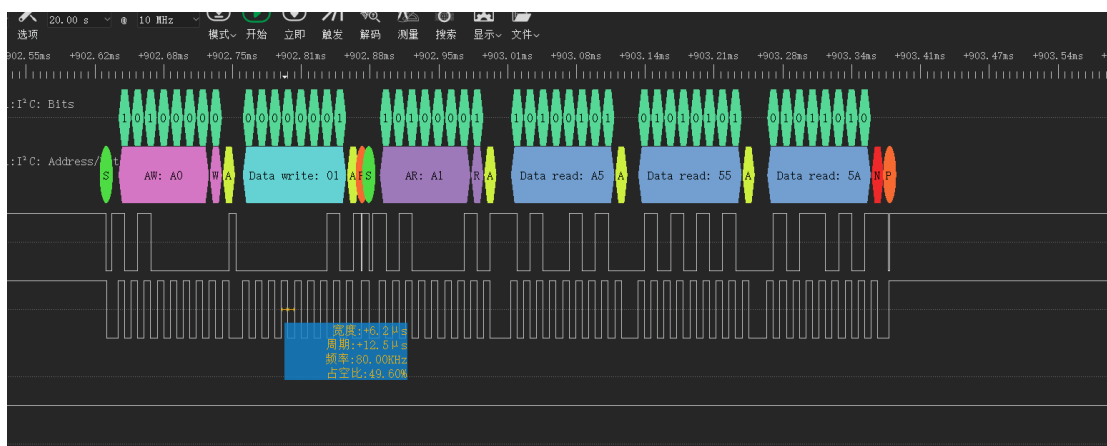 20.00 s @ 10 MHz
选项 模式 开始 立即 触发 解码 测量 搜索 显示 文件
902.55ms +902.62ms +902.68ms +902.75ms +902.81ms +902.88ms +902.95ms +903.01ms +903.08ms +903.14ms +903.21ms +903.28ms +903.34ms +903.41ms +903.47ms +903.54ms +
.:I²C: Bits
1 0 1 0 0 0 0 0 0 0 0 0 0 0 0 1 1 0 1 0 0 0 0 1 1 0 1 0 0 1 0 1 0 1 0 1 0 1 0 1 0 1 0 1 1 0 1 0
.:I²C: Address/
S AW: A0 W A Data write: 01 A S AR: A1 R A Data read: A5 A Data read: 55 A Data read: 5A N P
宽度:+6.2μs
周期:+12.5μs
频率:80.00KHz
占空比:49.60%